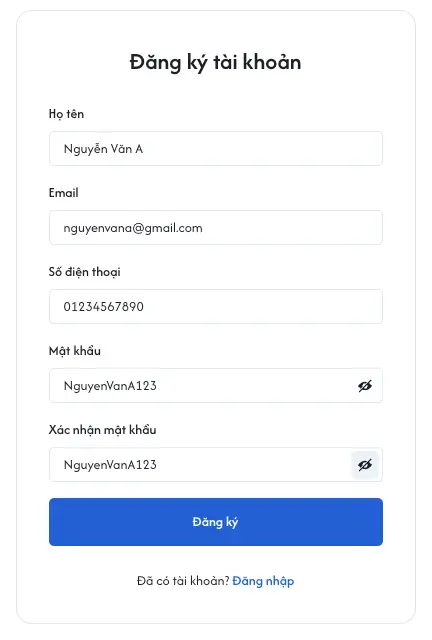 Đăng ký tài khoản
Họ tên
Nguyễn Văn A
Email
nguyenvana@gmail.com
Số điện thoại
01234567890
Mật khẩu
NguyenVanA123
Xác nhận mật khẩu
NguyenVanA123
Đăng ký
Đã có tài khoản? Đăng nhập